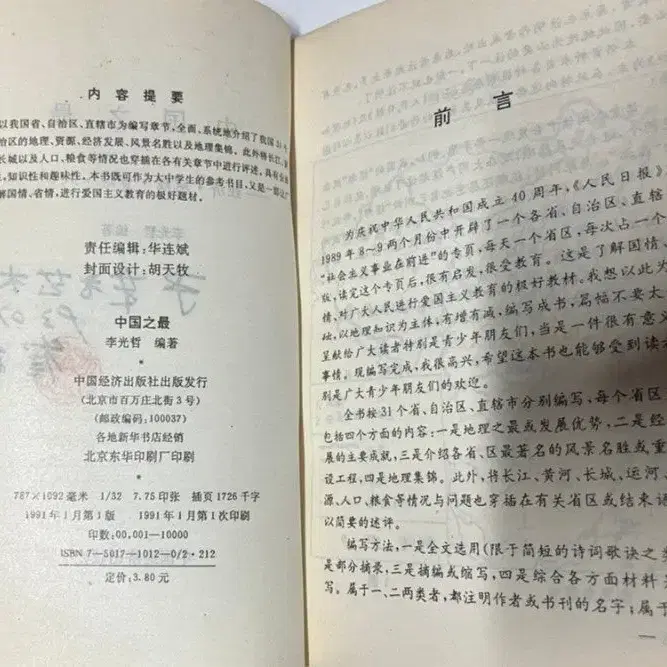 内容提要
以我国省、自治区、直辖市为编写章节,全面、系统地介绍了我国31个
治区的地理、资源、经济发展、风景名胜以及地理集锦。此外将长江、黄
长城以及人口、粮食等情况也穿插在各有关章节中进行评述。具有
、知识性和趣味性。本书既可作为大中学生的参考书目,又是一部
解国情、省情,进行爱国主义教育的极好题材。
责任编辑:华连斌
封面设计:胡天牧
中国之最
李光哲 编著
中国经济出版社出版发行
(北京市百万庄北街3号)
(邮政编码:100037)
各地新华书店经销
北京东华印刷厂印刷
787×1092毫米 1/32 7.75印张 插页1726千字
1991年1月第1版 1991年1月第1次印刷
印数:00,001—10000
ISBN 7-5017-1012-0/Z·212
定价:3.80元
前言
为庆祝中华人民共和国成立40周年,《人民日报》
1989年8~9两个月份中开辟了一个各省、自治区、直辖市
“社会主义事业在前进”的专页,每天一个省区,每次占一个
版,读完这个专页后,很有启发,很受教育。这是了解国情、
情、对广大人民进行爱国主义教育的极好教材。我想以此为
础,以地理知识为主体,有增有减,编写成书,篇幅不要太
呈献给广大读者特别是青少年朋友们,当是一件很有意义
事情。现编写完成,我很高兴,希望这本书也能够受到读者
别是广大青少年朋友们的欢迎。
全书按31个省、自治区、直辖市分别编写,每个省区
包括四个方面的内容:一是地理之最或发展优势,二是经
展的主要成就,三是介绍各省、区最著名的风景名胜或重
设工程,四是地理集锦。此外,将长江、黄河、长城、运河、
源、人口、粮食等情况与问题也穿插在有关省区或结束语
以简要的述评。
编写方法,一是全文选用(限于简短的诗词歌诀之类
是部分摘录,三是摘编或缩写,四是综合各方面材料
写。属于一、二两类者,都注明作者或书刊的名字;属于
一